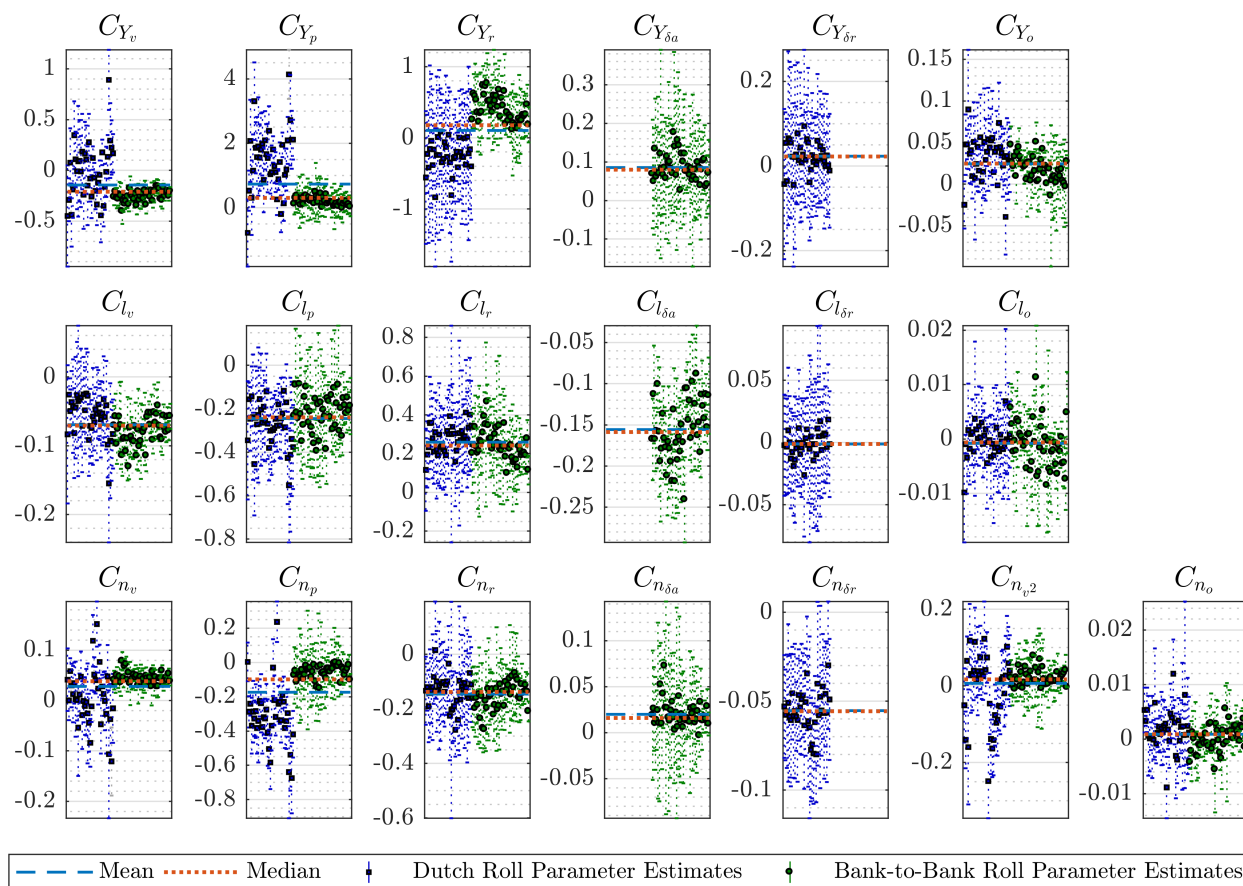 C_{Y_v} C_{Y_p} C_{Y_r} C_{Y_{δa}} C_{Y_{δr}} C_{Y_o}
1 0.5 0 -0.5
4 2 0
1 0 -1
0.3 0.2 0.1 0 -0.1
0.2 0 -0.2
0.15 0.1 0.05 0 -0.05
C_{l_v} C_{l_p} C_{l_r} C_{l_{δa}} C_{l_{δr}} C_{l_o}
0 -0.1 -0.2
0 -0.2 -0.4 -0.6 -0.8
0.8 0.6 0.4 0.2 0 -0.2
-0.05 -0.1 -0.15 -0.2 -0.25
0.05 0 -0.05
0.02 0.01 0 -0.01
C_{n_v} C_{n_p} C_{n_r} C_{n_{δa}} C_{n_{δr}} C_{n_{v^2}} C_{n_o}
0.1 0 -0.1 -0.2
0.2 0 -0.2 -0.4 -0.6 -0.8
0 -0.2 -0.4 -0.6
0.1 0.05 0 -0.05
0 -0.05 -0.1
0.2 0 -0.2
0.02 0.01 0 -0.01
Mean Median Dutch Roll Parameter Estimates Bank-to-Bank Roll Parameter Estimates